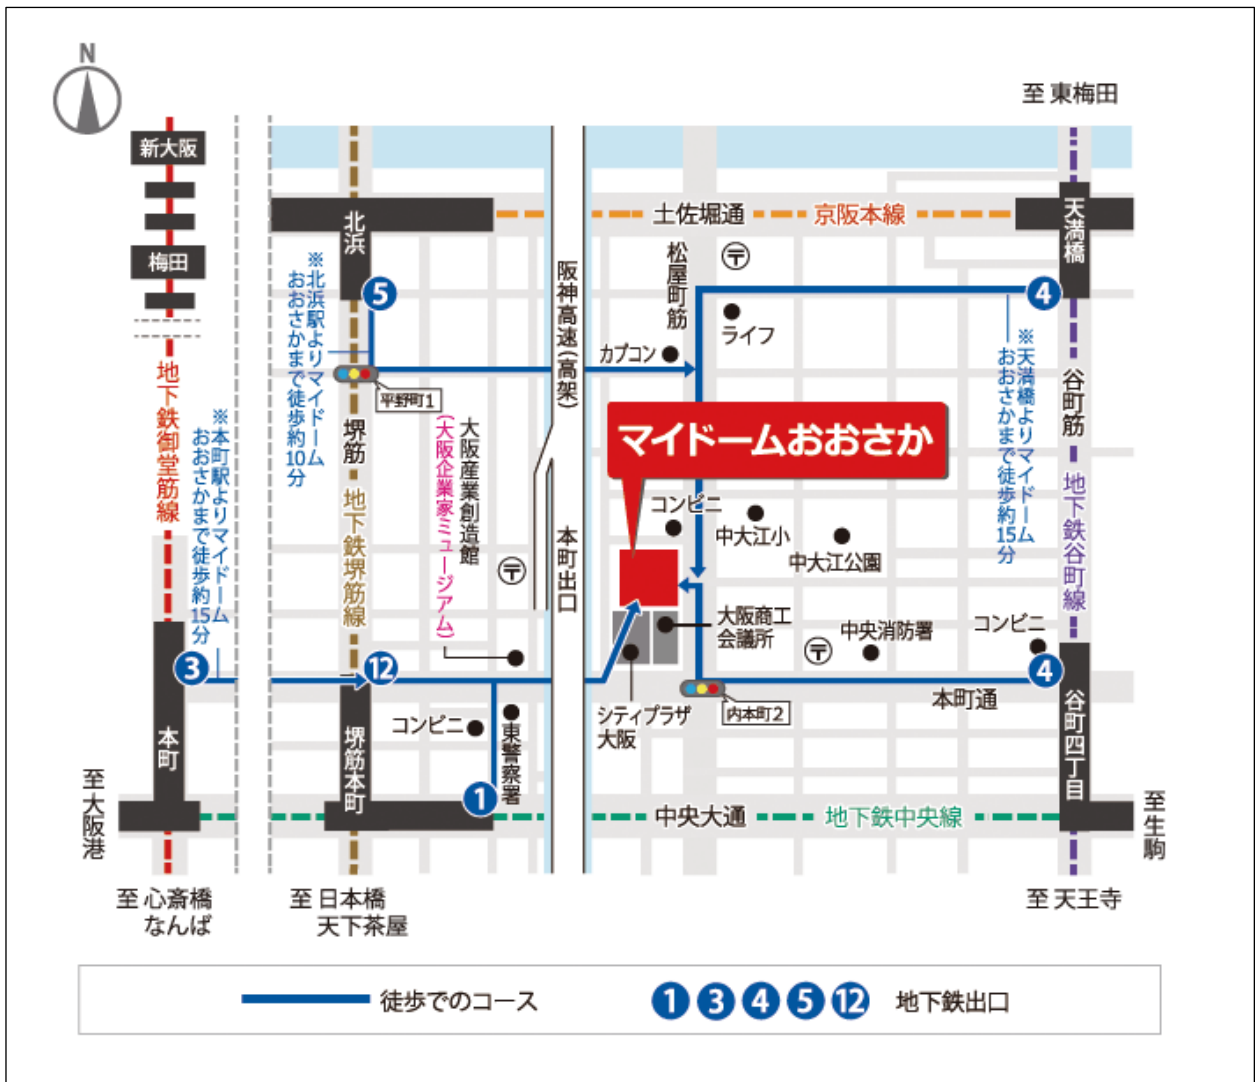 N
至 東梅田
新大阪
梅田
北浜
土佐堀通
京阪本線
天満橋
松屋町筋
〒
5
4
ライフ
カプコン
阪神高速(高架)
※北浜駅よりマイドーム
おおさかまで徒歩約10分
※天満橋よりマイドーム
おおさかまで徒歩約15分
平野町1
谷町筋
地下鉄御堂筋線
堺筋
マイドームおおさか
※本町駅よりマイドーム
おおさかまで徒歩約15分
大阪産業創造館
(大阪企業家ミュージアム)
地下鉄堺筋線
地下鉄谷町線
コンビニ
中大江小
中大江公園
本町出口
〒
大阪商工
会議所
中央消防署
〒
コンビニ
3
12
4
本町通
内本町2
シティプラザ
大阪
コンビニ
東警察署
本町
堺筋本町
谷町四丁目
1
至大阪港
中央大通
地下鉄中央線
至生駒
至 心斎橋
なんば
至 日本橋
天下茶屋
至 天王寺
徒歩でのコース
1 3 4 5 12 地下鉄出口